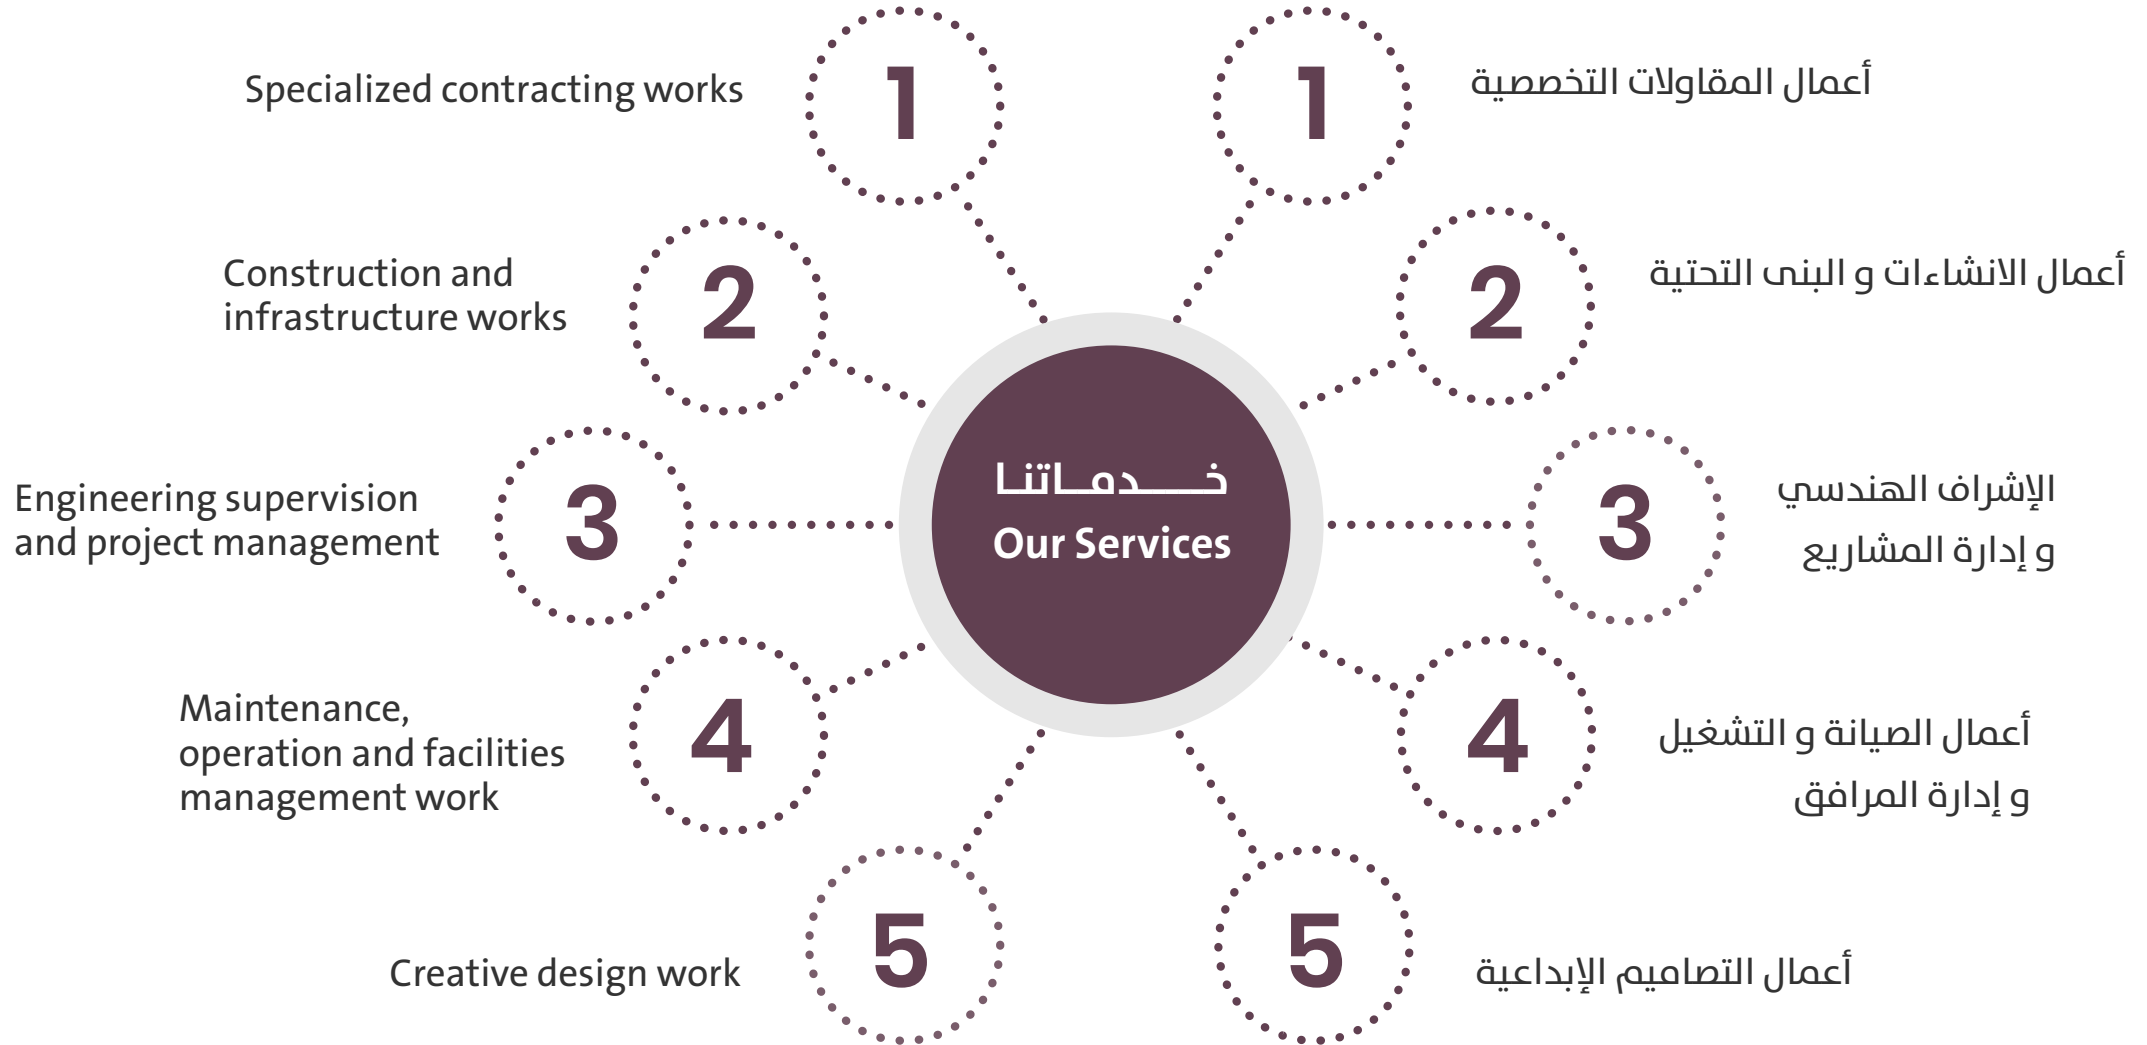 خدماتنا
Our Services
1
Specialized contracting works
2
Construction and
infrastructure works
3
Engineering supervision
and project management
4
Maintenance,
operation and facilities
management work
5
Creative design work
1
أعمال المقاولات التخصصية
2
أعمال الانشاءات و البنى التحتية
3
الإشراف الهندسي
و إدارة المشاريع
4
أعمال الصيانة و التشغيل
و إدارة المرافق
5
أعمال التصاميم الإبداعية